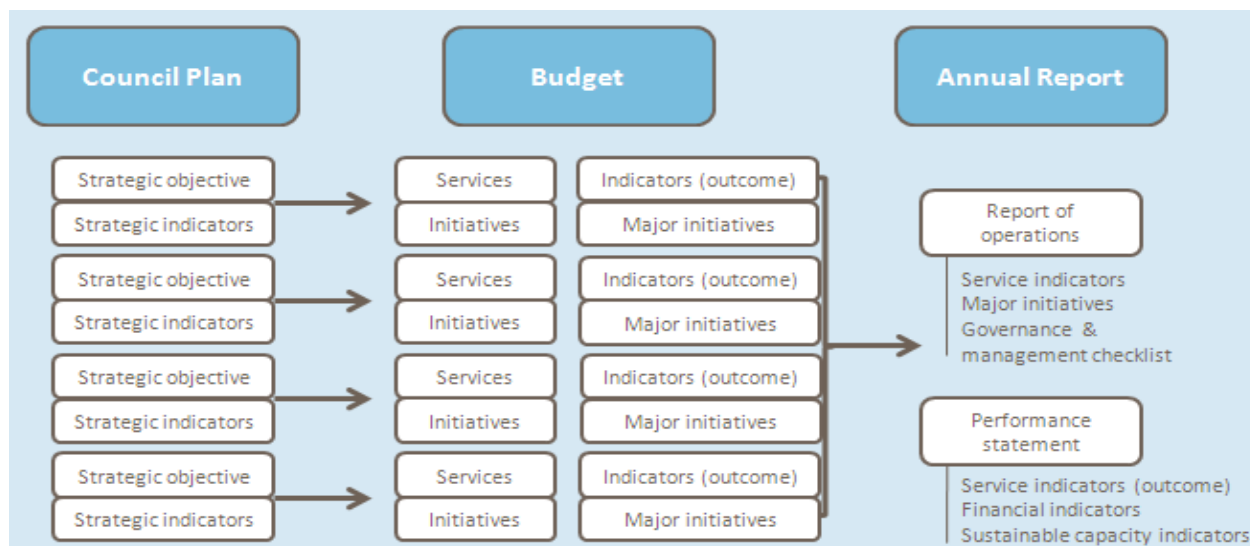 Council Plan
Budget
Annual Report
Strategic objective
Strategic indicators
Services
Initiatives
Indicators (outcome)
Major initiatives
Strategic objective
Strategic indicators
Services
Initiatives
Indicators (outcome)
Major initiatives
Strategic objective
Strategic indicators
Services
Initiatives
Indicators (outcome)
Major initiatives
Strategic objective
Strategic indicators
Services
Initiatives
Indicators (outcome)
Major initiatives
Report of
operations
Service indicators
Major initiatives
Governance &
management checklist
Performance
statement
Service indicators (outcome)
Financial indicators
Sustainable capacity indicators